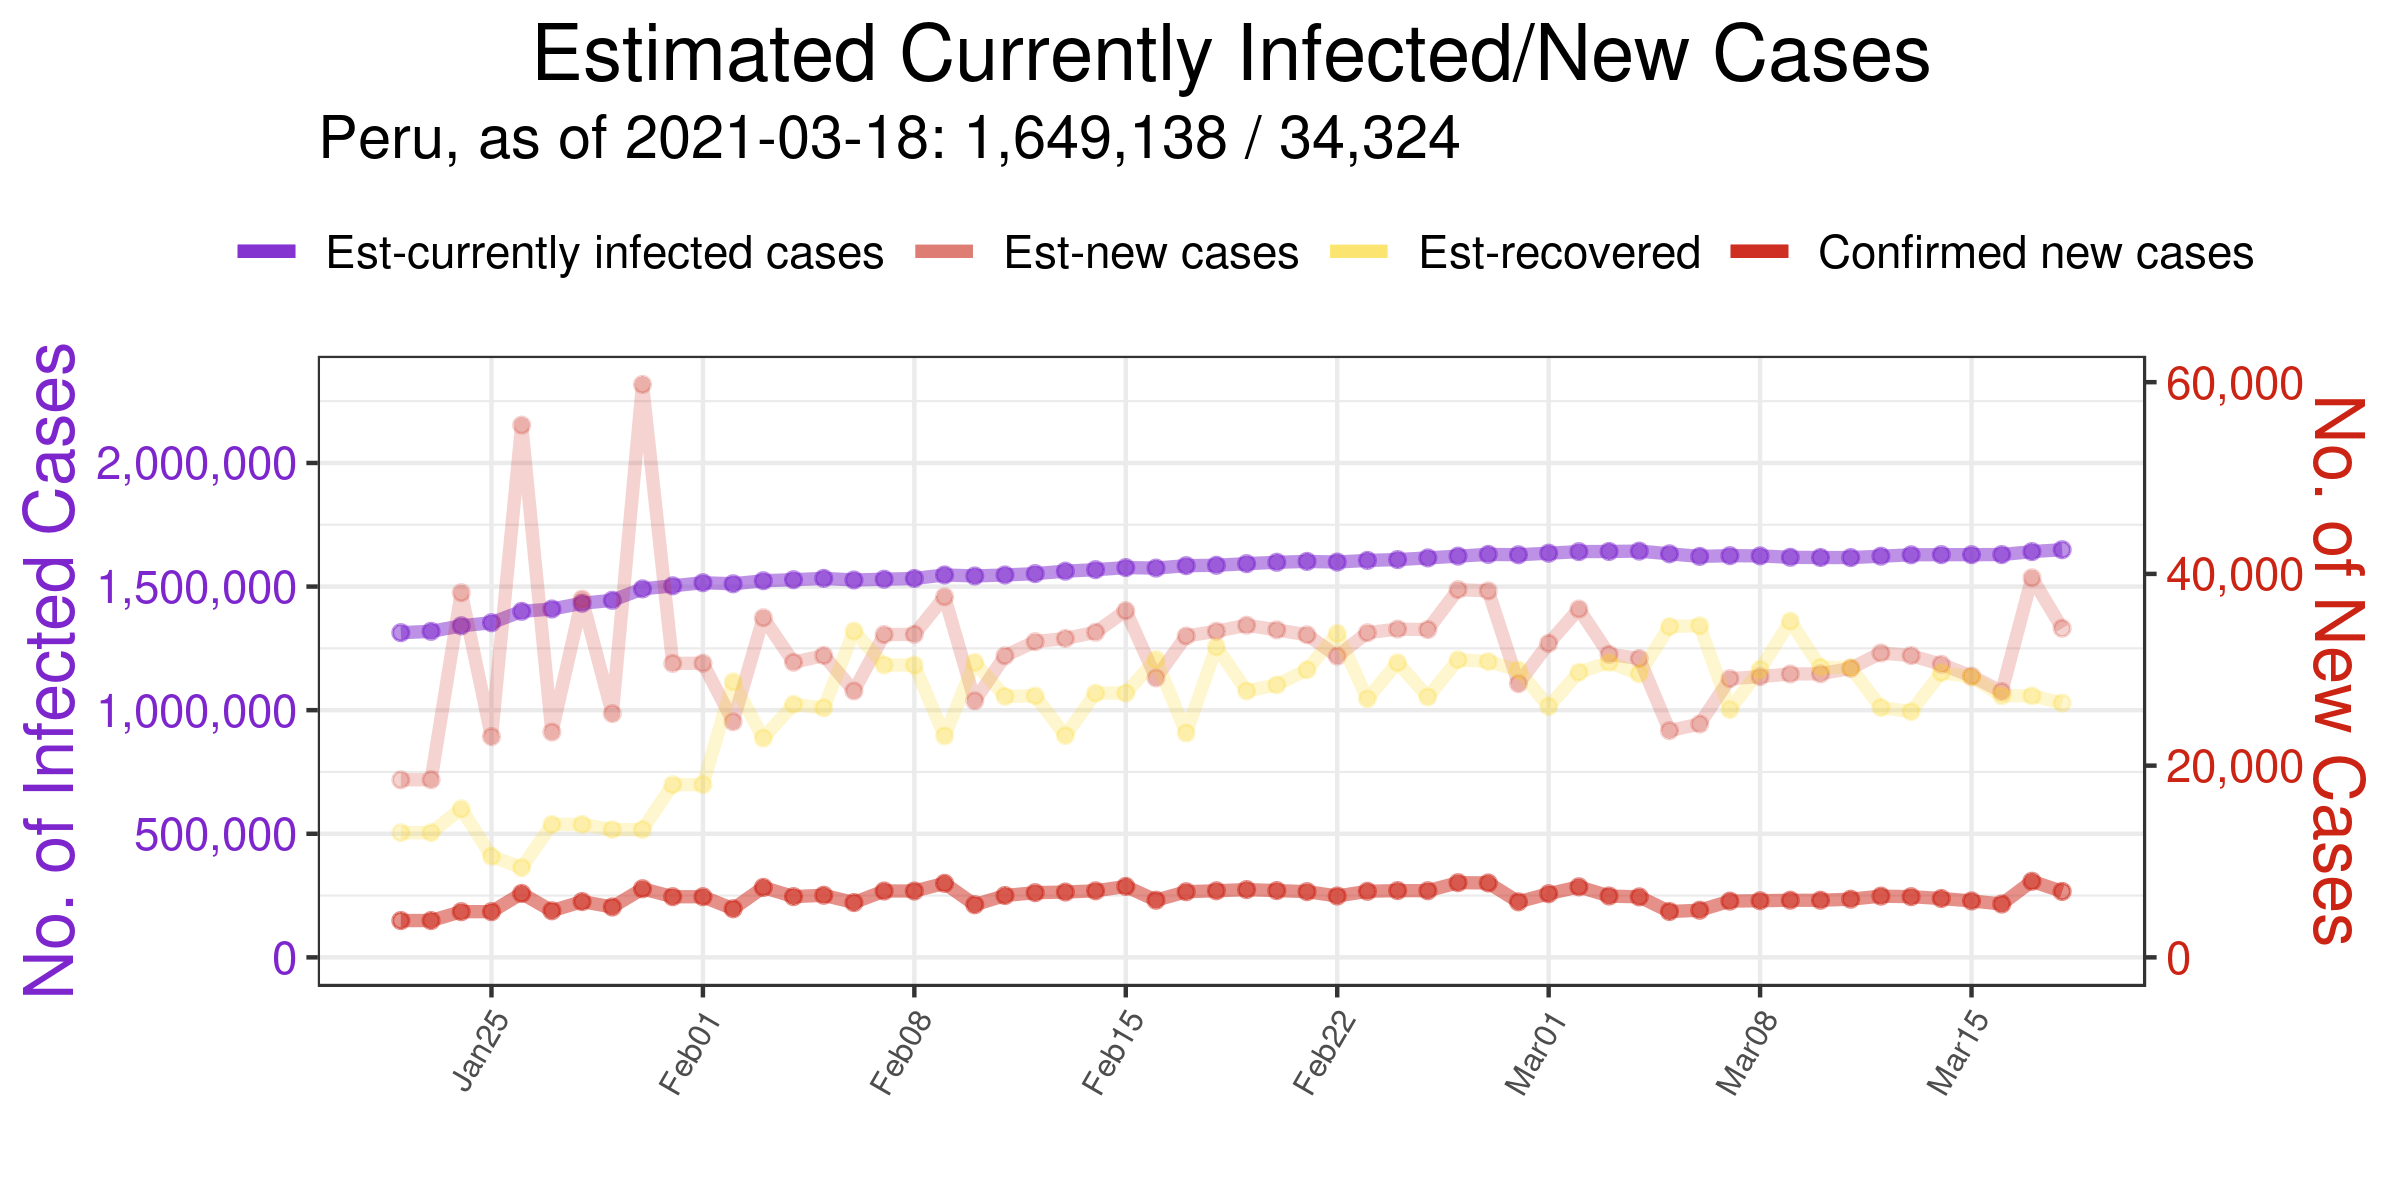 Estimated Currently Infected/New Cases
Peru, as of 2021-03-18: 1,649,138 / 34,324
Est-currently infected cases Est-new cases Est-recovered Confirmed new cases
No. of Infected Cases
2,000,000
1,500,000
1,000,000
500,000
0
60,000
40,000
20,000
0
No. of New Cases
Jan25 Feb01 Feb08 Feb15 Feb22 Mar01 Mar08 Mar15